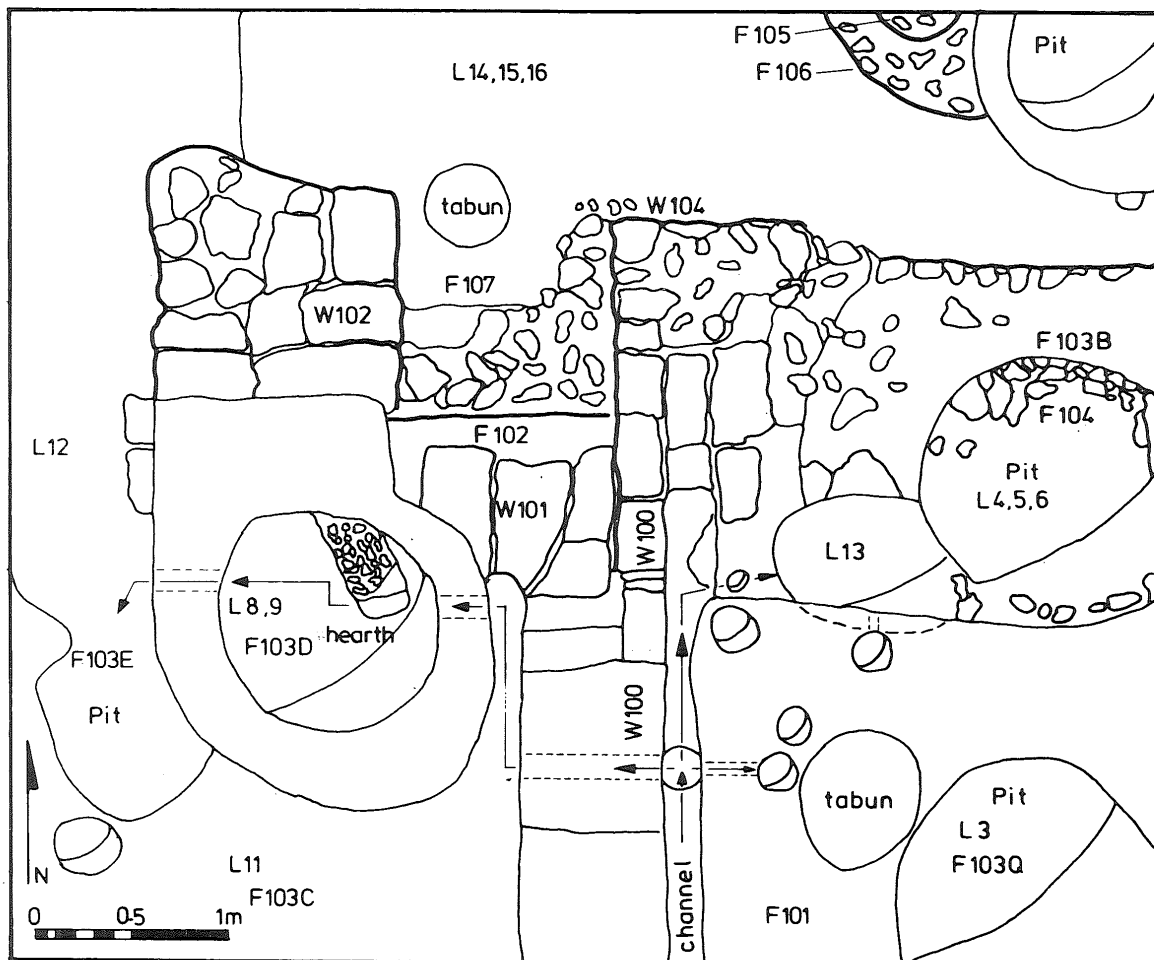 F105
Pit
F106
L14,15,16
tabun
W104
F107
W102
F103B
F104
L12
F102
Pit
L4,5,6
W101
W100
L13
L8,9
F103D
hearth
F103E
Pit
W100
tabun
Pit
L3
F103Q
channel
L11
F103C
F101
N
0 0·5 1m